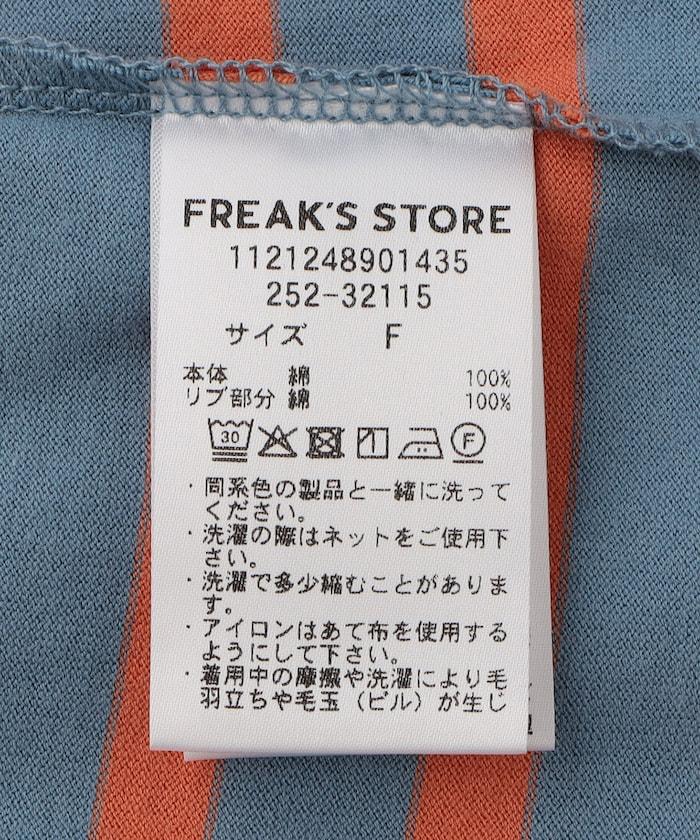 FREAK'S STORE
1121248901435
252-32115
サイズ F
本体 綿 100%
リブ部分 綿 100%
30 F
・同系色の製品と一緒に洗って
ください。
・洗濯の際はネットをご使用下
さい。
・洗濯で多少縮むことがありま
す。
・アイロンはあて布を使用する
ようにして下さい。
・着用中の摩擦や洗濯により毛
羽立ちや毛玉（ピル）が生じ